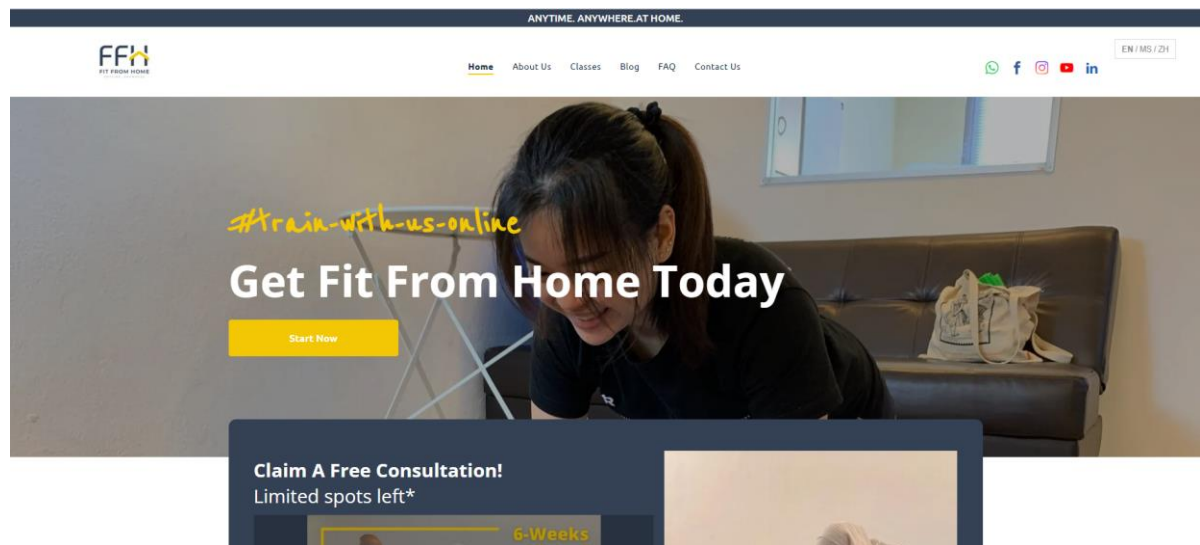 ANYTIME. ANYWHERE.AT HOME.
FFH
FIT FROM HOME
Home About Us Classes Blog FAQ Contact Us
EN / MS / ZH
#train-with-us-online
Get Fit From Home Today
Start Now
Claim A Free Consultation!
Limited spots left*
6-Weeks